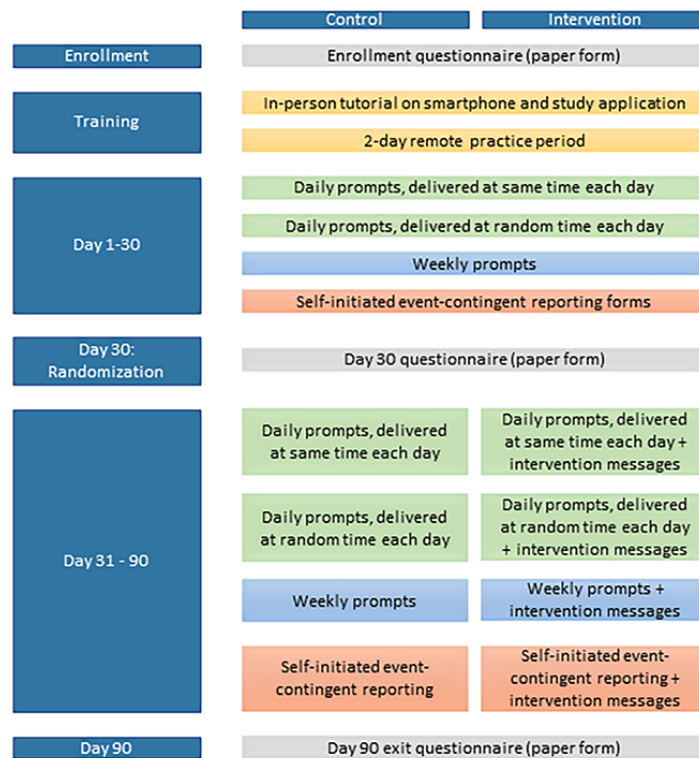 Control
Intervention
Enrollment
Enrollment questionnaire (paper form)
Training
In-person tutorial on smartphone and study application
2-day remote practice period
Day 1-30
Daily prompts, delivered at same time each day
Daily prompts, delivered at random time each day
Weekly prompts
Self-initiated event-contingent reporting forms
Day 30:
Randomization
Day 30 questionnaire (paper form)
Day 31 - 90
Daily prompts, delivered
at same time each day
Daily prompts, delivered
at same time each day +
intervention messages
Daily prompts, delivered
at random time each day
Daily prompts, delivered
at random time each day
+ intervention messages
Weekly prompts
Weekly prompts +
intervention messages
Self-initiated event-
contingent reporting
Self-initiated event-
contingent reporting +
intervention messages
Day 90
Day 90 exit questionnaire (paper form)